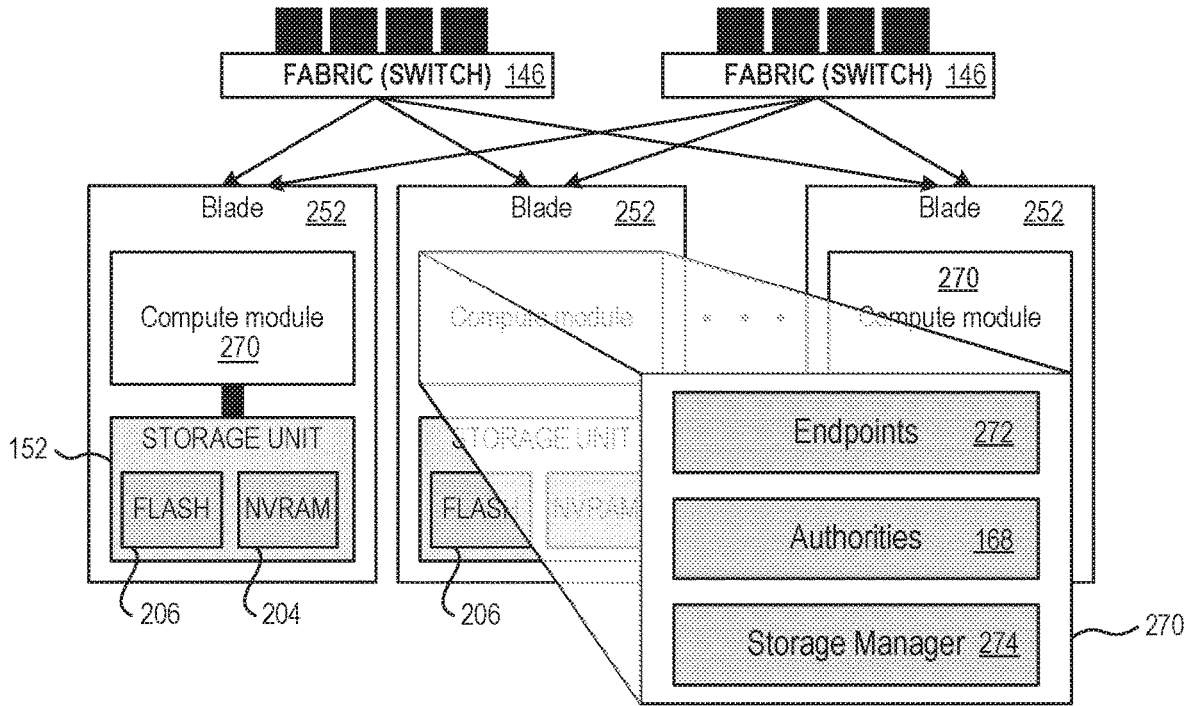 FABRIC (SWITCH) 146
FABRIC (SWITCH) 146
Blade 252
Blade 252
Blade 252
Compute module
270
Compute module
270
Compute module
152
STORAGE UNIT
FLASH
NVRAM
206
204
STORAGE UNIT
FLASH
NVRAM
206
Endpoints 272
Authorities 168
Storage Manager 274
270